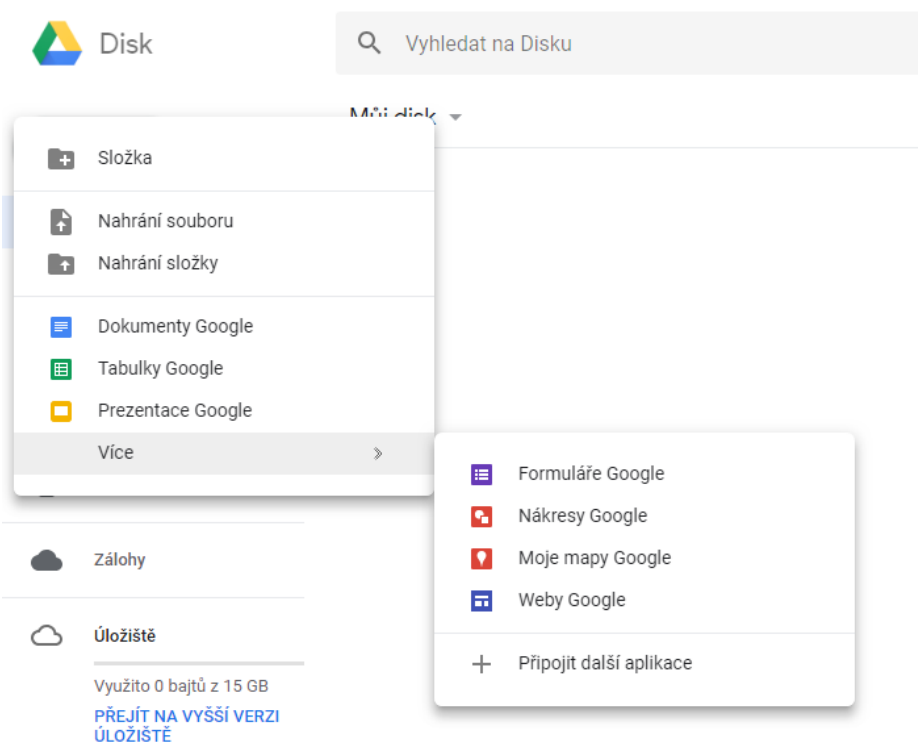 Disk
Vyhledat na Disku
Můj disk
Složka
Nahrání souboru
Nahrání složky
Dokumenty Google
Tabulky Google
Prezentace Google
Více
Formuláře Google
Nákresy Google
Moje mapy Google
Weby Google
Připojit další aplikace
Zálohy
Úložiště
Využito 0 bajtů z 15 GB
PŘEJÍT NA VYŠŠÍ VERZI
ÚLOŽIŠTĚ